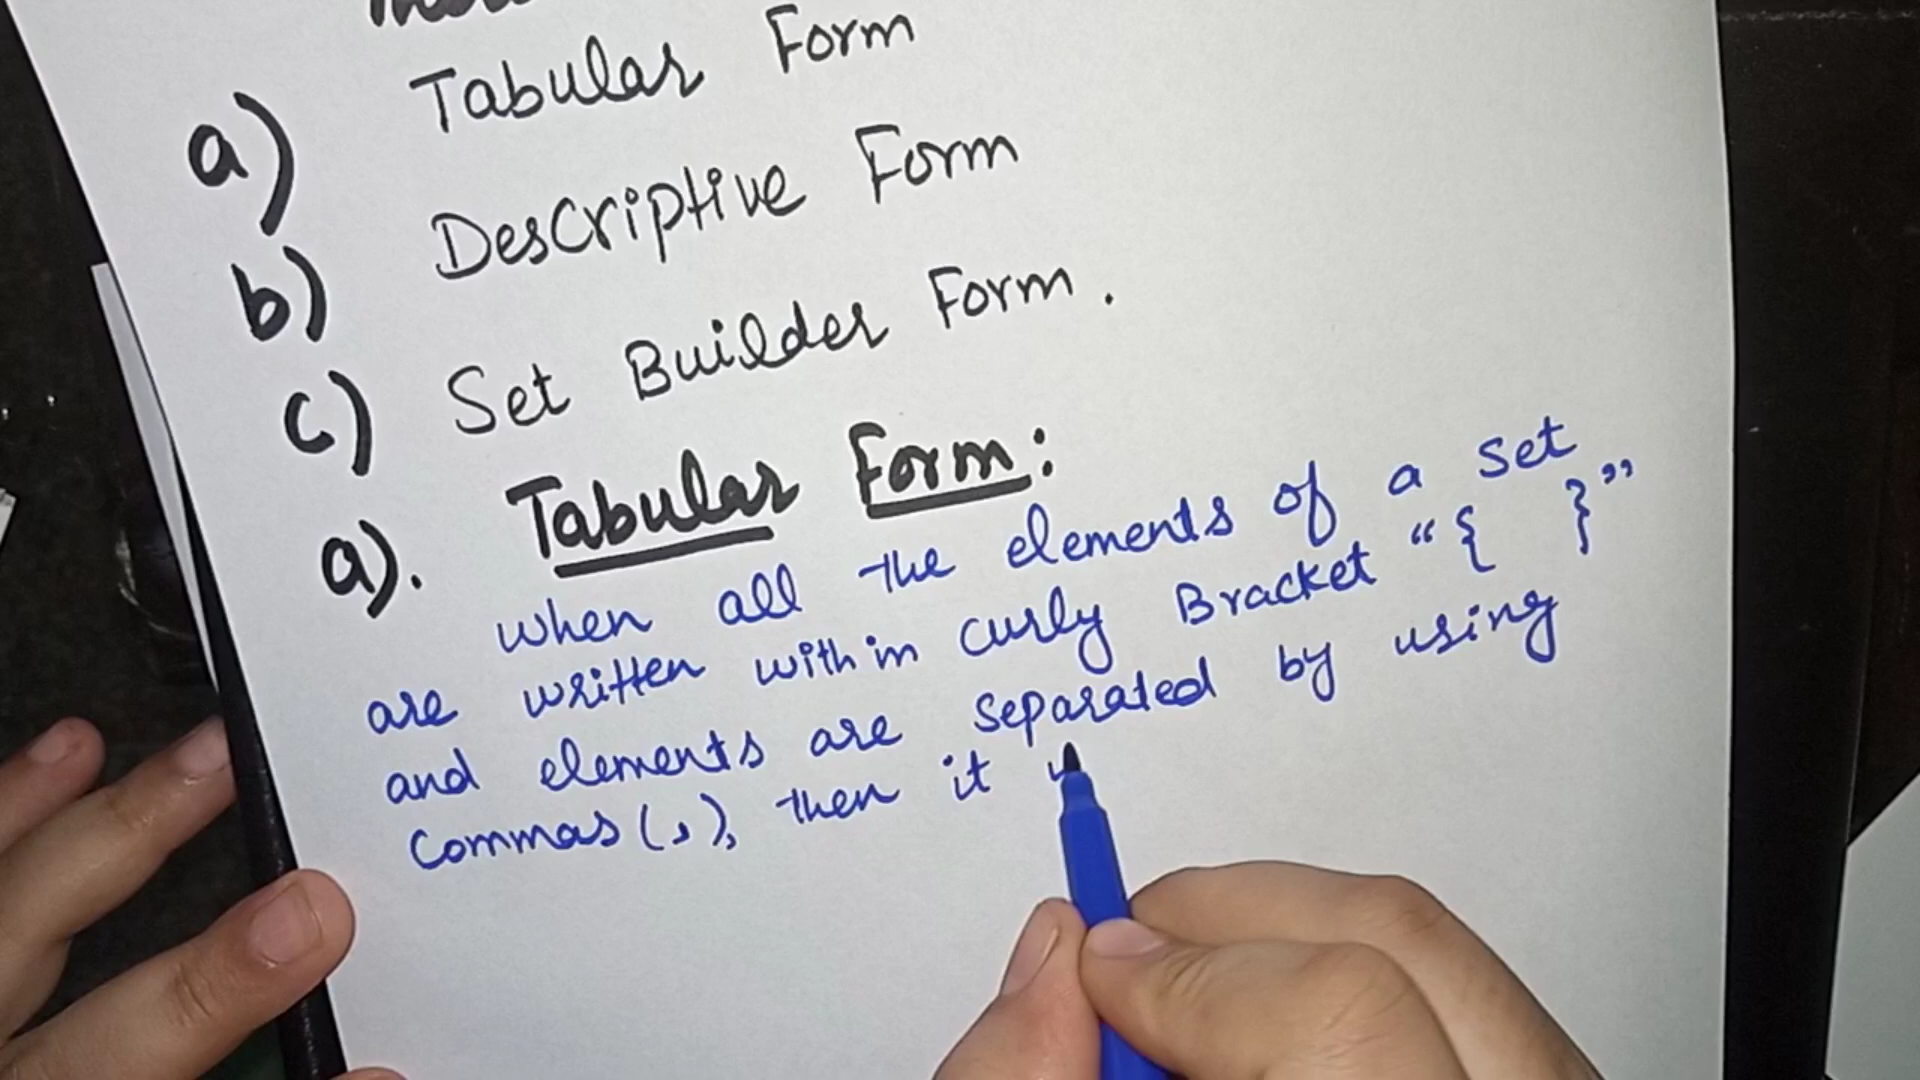 a) Tabular Form
b) Descriptive Form
c) Set Builder Form.
a). Tabular Form:
when all the elements of a set
are written within curly Bracket “{ }”
and elements are separated by using
commas (,), then it